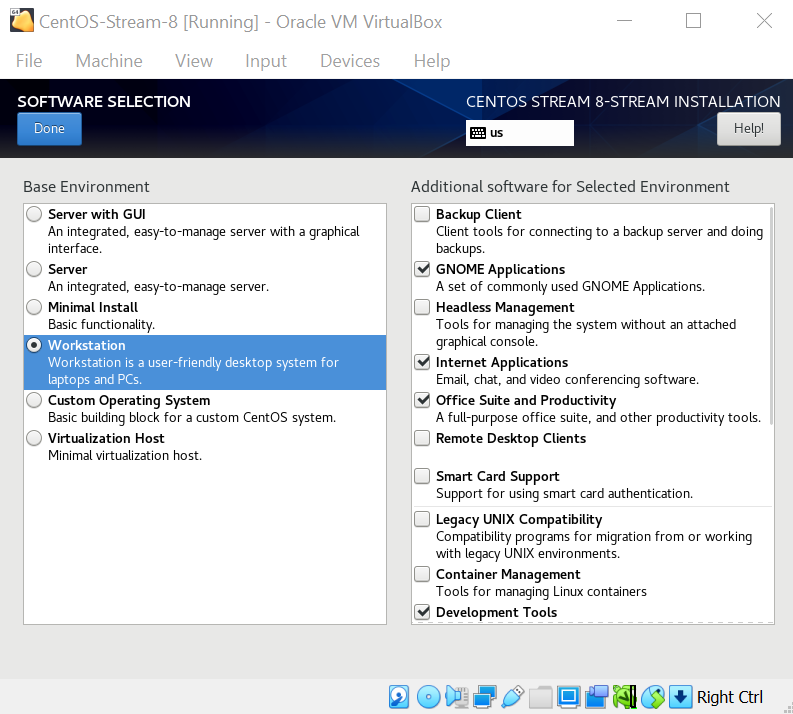 CentOS-Stream-8 [Running] - Oracle VM VirtualBox
File Machine View Input Devices Help
SOFTWARE SELECTION
CENTOS STREAM 8-STREAM INSTALLATION
Done
us
Help!
Base Environment
Server with GUI
An integrated, easy-to-manage server with a graphical
interface.
Server
An integrated, easy-to-manage server.
Minimal Install
Basic functionality.
Workstation
Workstation is a user-friendly desktop system for
laptops and PCs.
Custom Operating System
Basic building block for a custom CentOS system.
Virtualization Host
Minimal virtualization host.
Additional software for Selected Environment
Backup Client
Client tools for connecting to a backup server and doing
backups.
GNOME Applications
A set of commonly used GNOME Applications.
Headless Management
Tools for managing the system without an attached
graphical console.
Internet Applications
Email, chat, and video conferencing software.
Office Suite and Productivity
A full-purpose office suite, and other productivity tools.
Remote Desktop Clients
Smart Card Support
Support for using smart card authentication.
Legacy UNIX Compatibility
Compatibility programs for migration from or working
with legacy UNIX environments.
Container Management
Tools for managing Linux containers
Development Tools
Right Ctrl